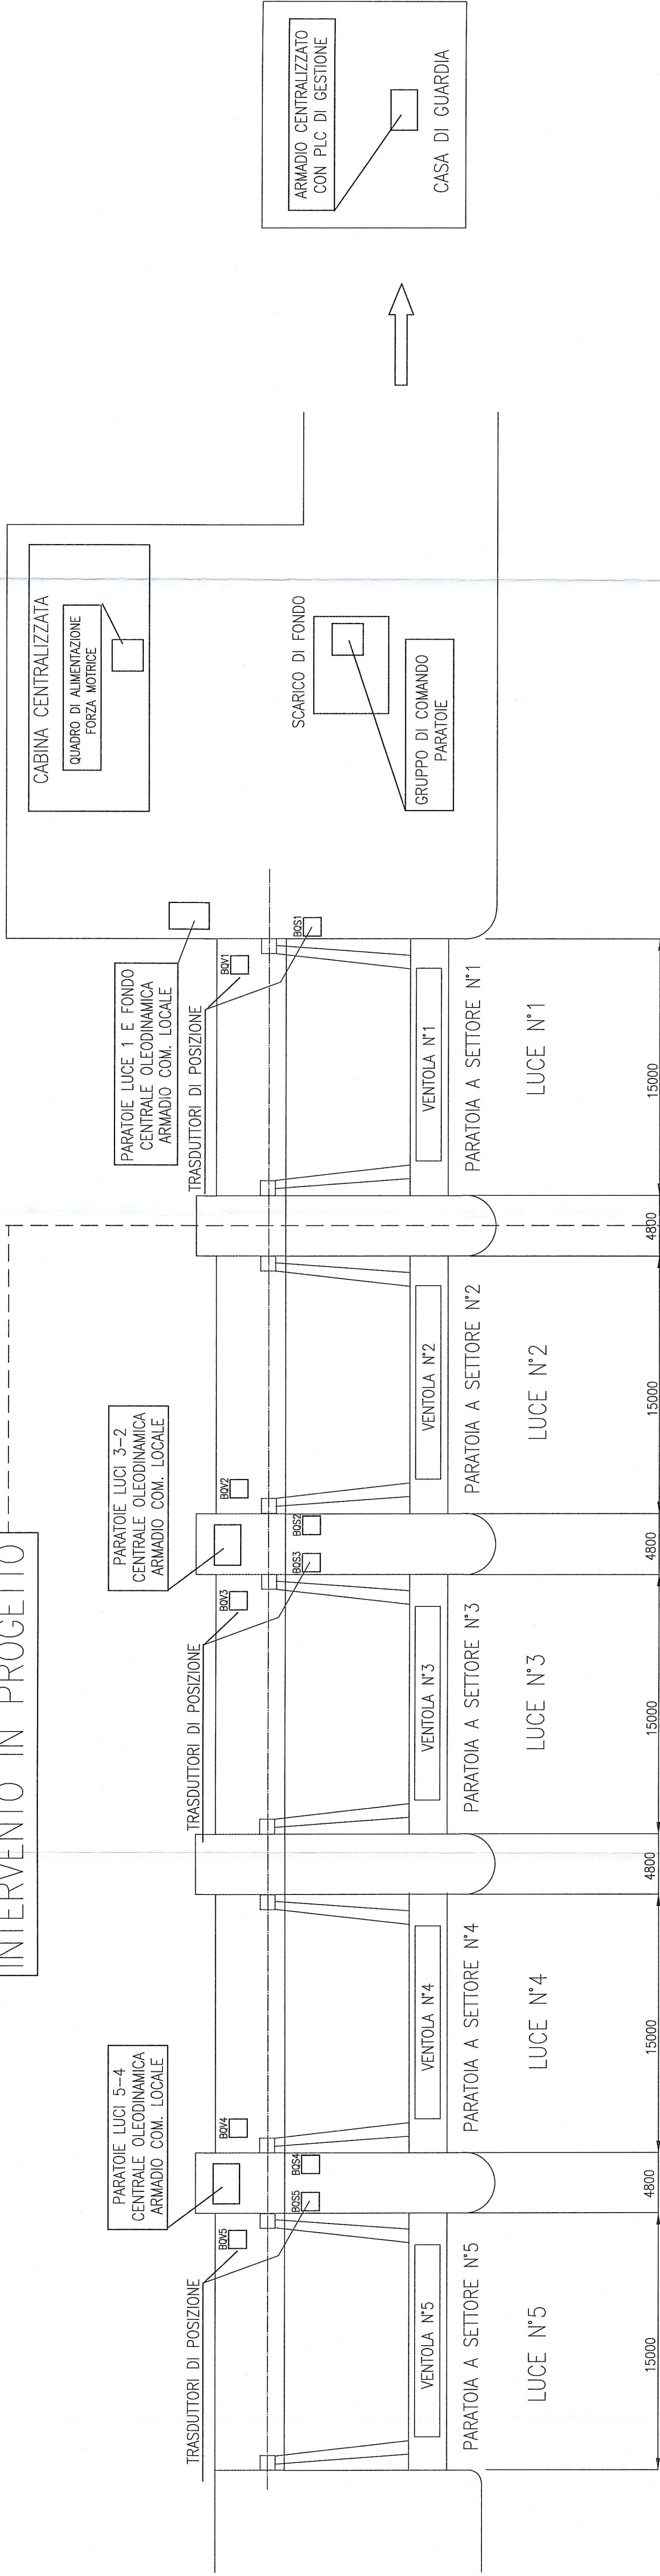 INTERVENTO IN PROGETTO
PARATOIE LUCI 5-4
CENTRALE OLEODINAMICA
ARMADIO COM. LOCALE
TRASDUTTORI DI POSIZIONE
BQV5
BQV4
BQS5
BQS4
VENTOLA N°5
PARATOIA A SETTORE N°5
LUCE N°5
15000
4800
VENTOLA N°4
PARATOIA A SETTORE N°4
LUCE N°4
15000
4800
PARATOIE LUCI 3-2
CENTRALE OLEODINAMICA
ARMADIO COM. LOCALE
TRASDUTTORI DI POSIZIONE
BQV3
BQV2
BQS3
BQS2
VENTOLA N°3
PARATOIA A SETTORE N°3
LUCE N°3
15000
4800
VENTOLA N°2
PARATOIA A SETTORE N°2
LUCE N°2
15000
4800
PARATOIE LUCE 1 E FONDO
CENTRALE OLEODINAMICA
ARMADIO COM. LOCALE
TRASDUTTORI DI POSIZIONE
BQV1
BQS1
VENTOLA N°1
PARATOIA A SETTORE N°1
LUCE N°1
15000
CABINA CENTRALIZZATA
QUADRO DI ALIMENTAZIONE
FORZA MOTRICE
SCARICO DI FONDO
GRUPPO DI COMANDO
PARATOIE
ARMADIO CENTRALIZZATO
CON PLC DI GESTIONE
CASA DI GUARDIA